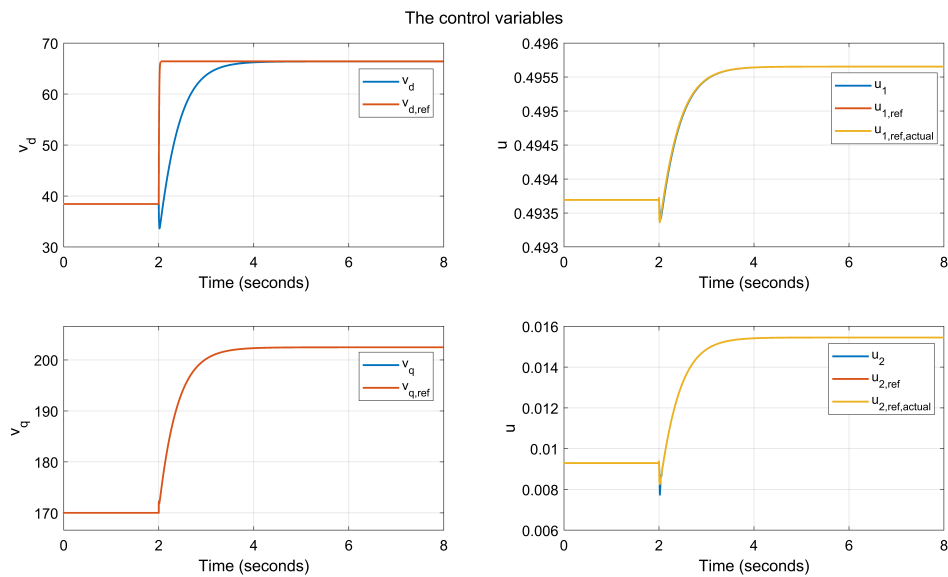 The control variables
70
60
50
40
30
v_d
v_d
v_d,ref
0
2
4
6
8
Time (seconds)
0.496
0.4955
0.495
0.4945
0.494
0.4935
0.493
u
u_1
u_1,ref
u_1,ref,actual
0
2
4
6
8
Time (seconds)
200
190
180
170
v_q
v_q
v_q,ref
0
2
4
6
8
Time (seconds)
0.016
0.014
0.012
0.01
0.008
0.006
u
u_2
u_2,ref
u_2,ref,actual
0
2
4
6
8
Time (seconds)